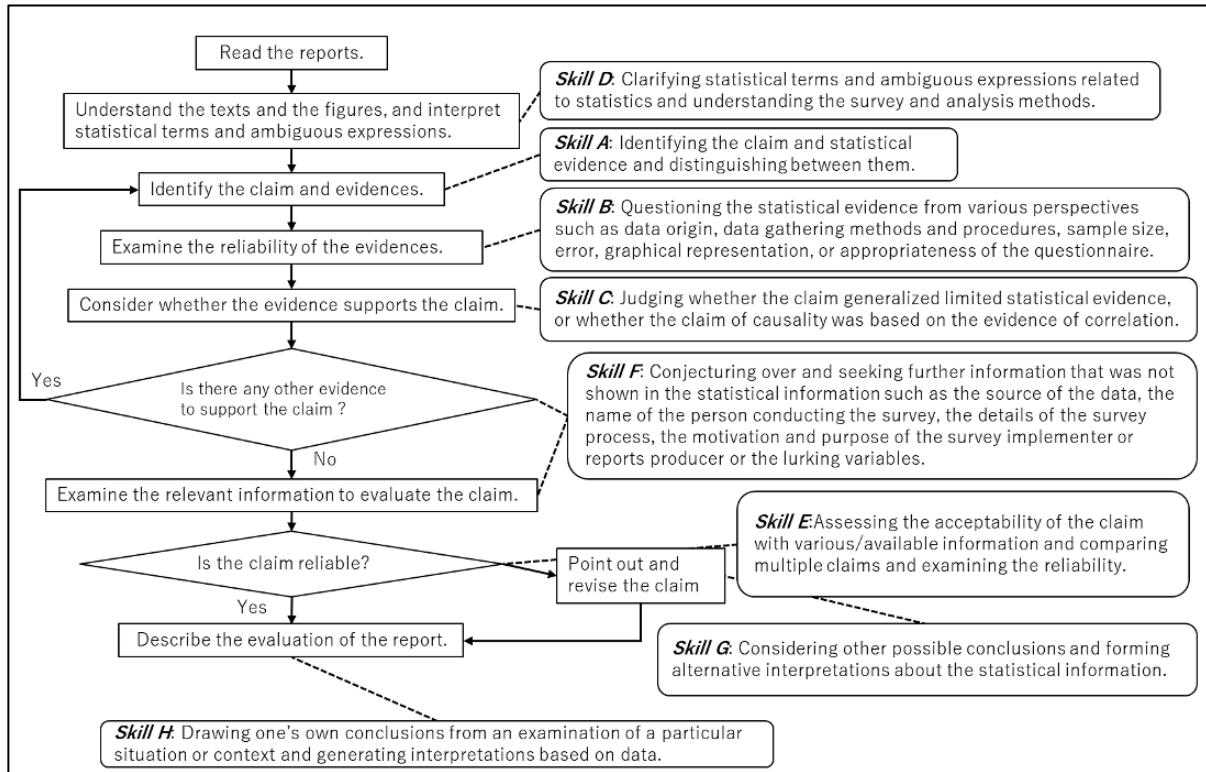 Read the reports.
Skill D: Clarifying statistical terms and ambiguous expressions related
to statistics and understanding the survey and analysis methods.
Understand the texts and the figures, and interpret
statistical terms and ambiguous expressions.
Skill A: Identifying the claim and statistical
evidence and distinguishing between them.
Identify the claim and evidences.
Skill B: Questioning the statistical evidence from various perspectives
such as data origin, data gathering methods and procedures, sample size,
error, graphical representation, or appropriateness of the questionnaire.
Examine the reliability of the evidences.
Consider whether the evidence supports the claim.
Skill C: Judging whether the claim generalized limited statistical evidence,
or whether the claim of causality was based on the evidence of correlation.
Yes
Is there any other evidence
to support the claim ?
Skill F: Conjecturing over and seeking further information that was not
shown in the statistical information such as the source of the data, the
name of the person conducting the survey, the details of the survey
process, the motivation and purpose of the survey implementer or
reports producer or the lurking variables.
No
Examine the relevant information to evaluate the claim.
Skill E:Assessing the acceptability of the claim
with various/available information and comparing
multiple claims and examining the reliability.
Is the claim reliable?
Point out and
revise the claim
Yes
Describe the evaluation of the report.
Skill G: Considering other possible conclusions and forming
alternative interpretations about the statistical information.
Skill H: Drawing one's own conclusions from an examination of a particular
situation or context and generating interpretations based on data.